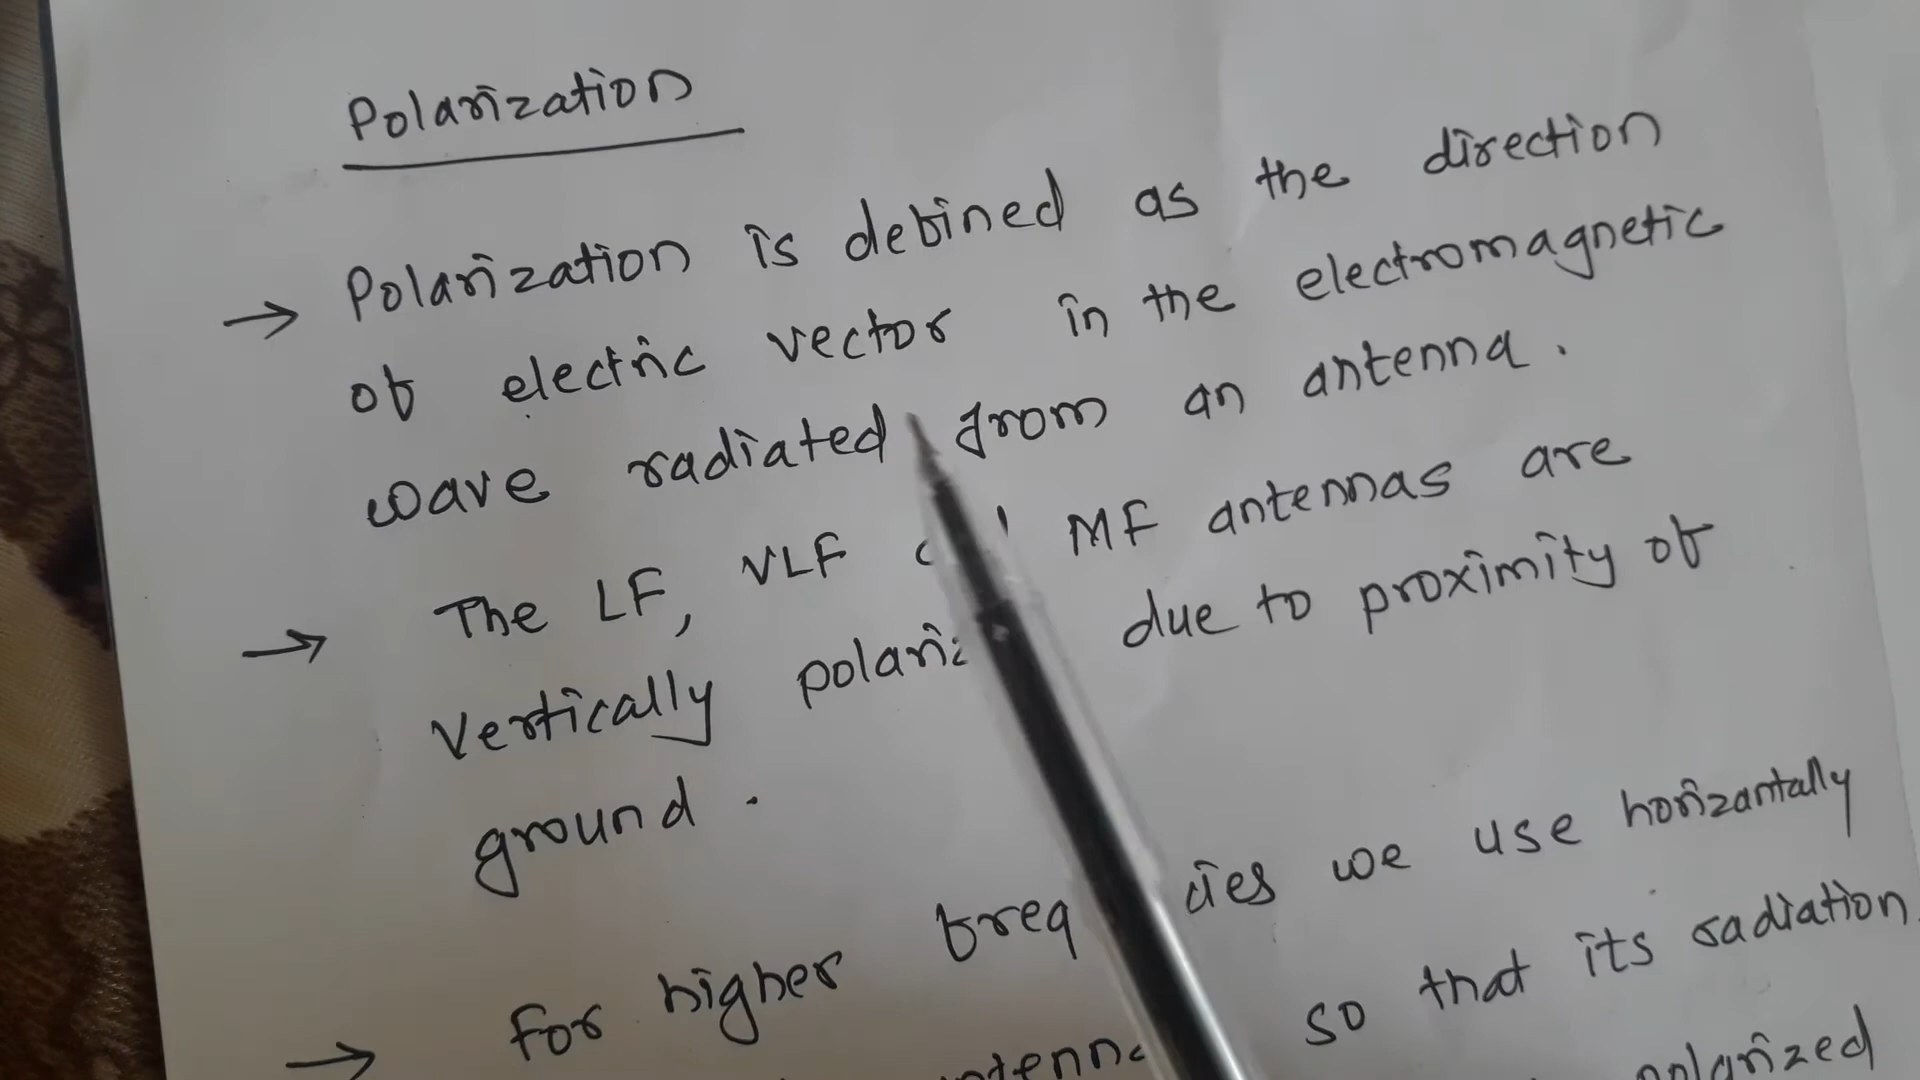 Polarization
→ Polarization is defined as the direction
of electric vector in the electromagnetic
wave radiated from an antenna.
→ The LF, VLF MF antennas are
Vertically due to proximity of
ground.
→ For higher we use horizantally
so that its radiation
polarized